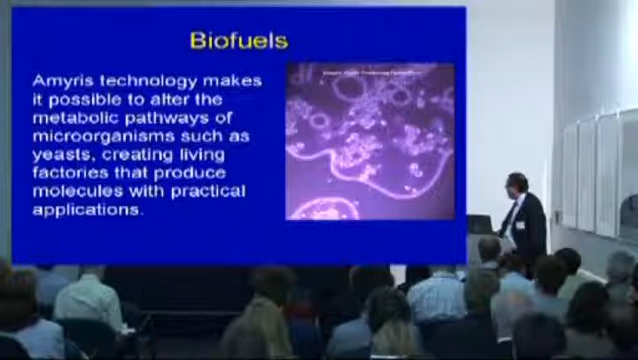 Biofuels
Amyris technology makes
it possible to alter the
metabolic pathways of
microorganisms such as
yeasts, creating living
factories that produce
molecules with practical
applications.